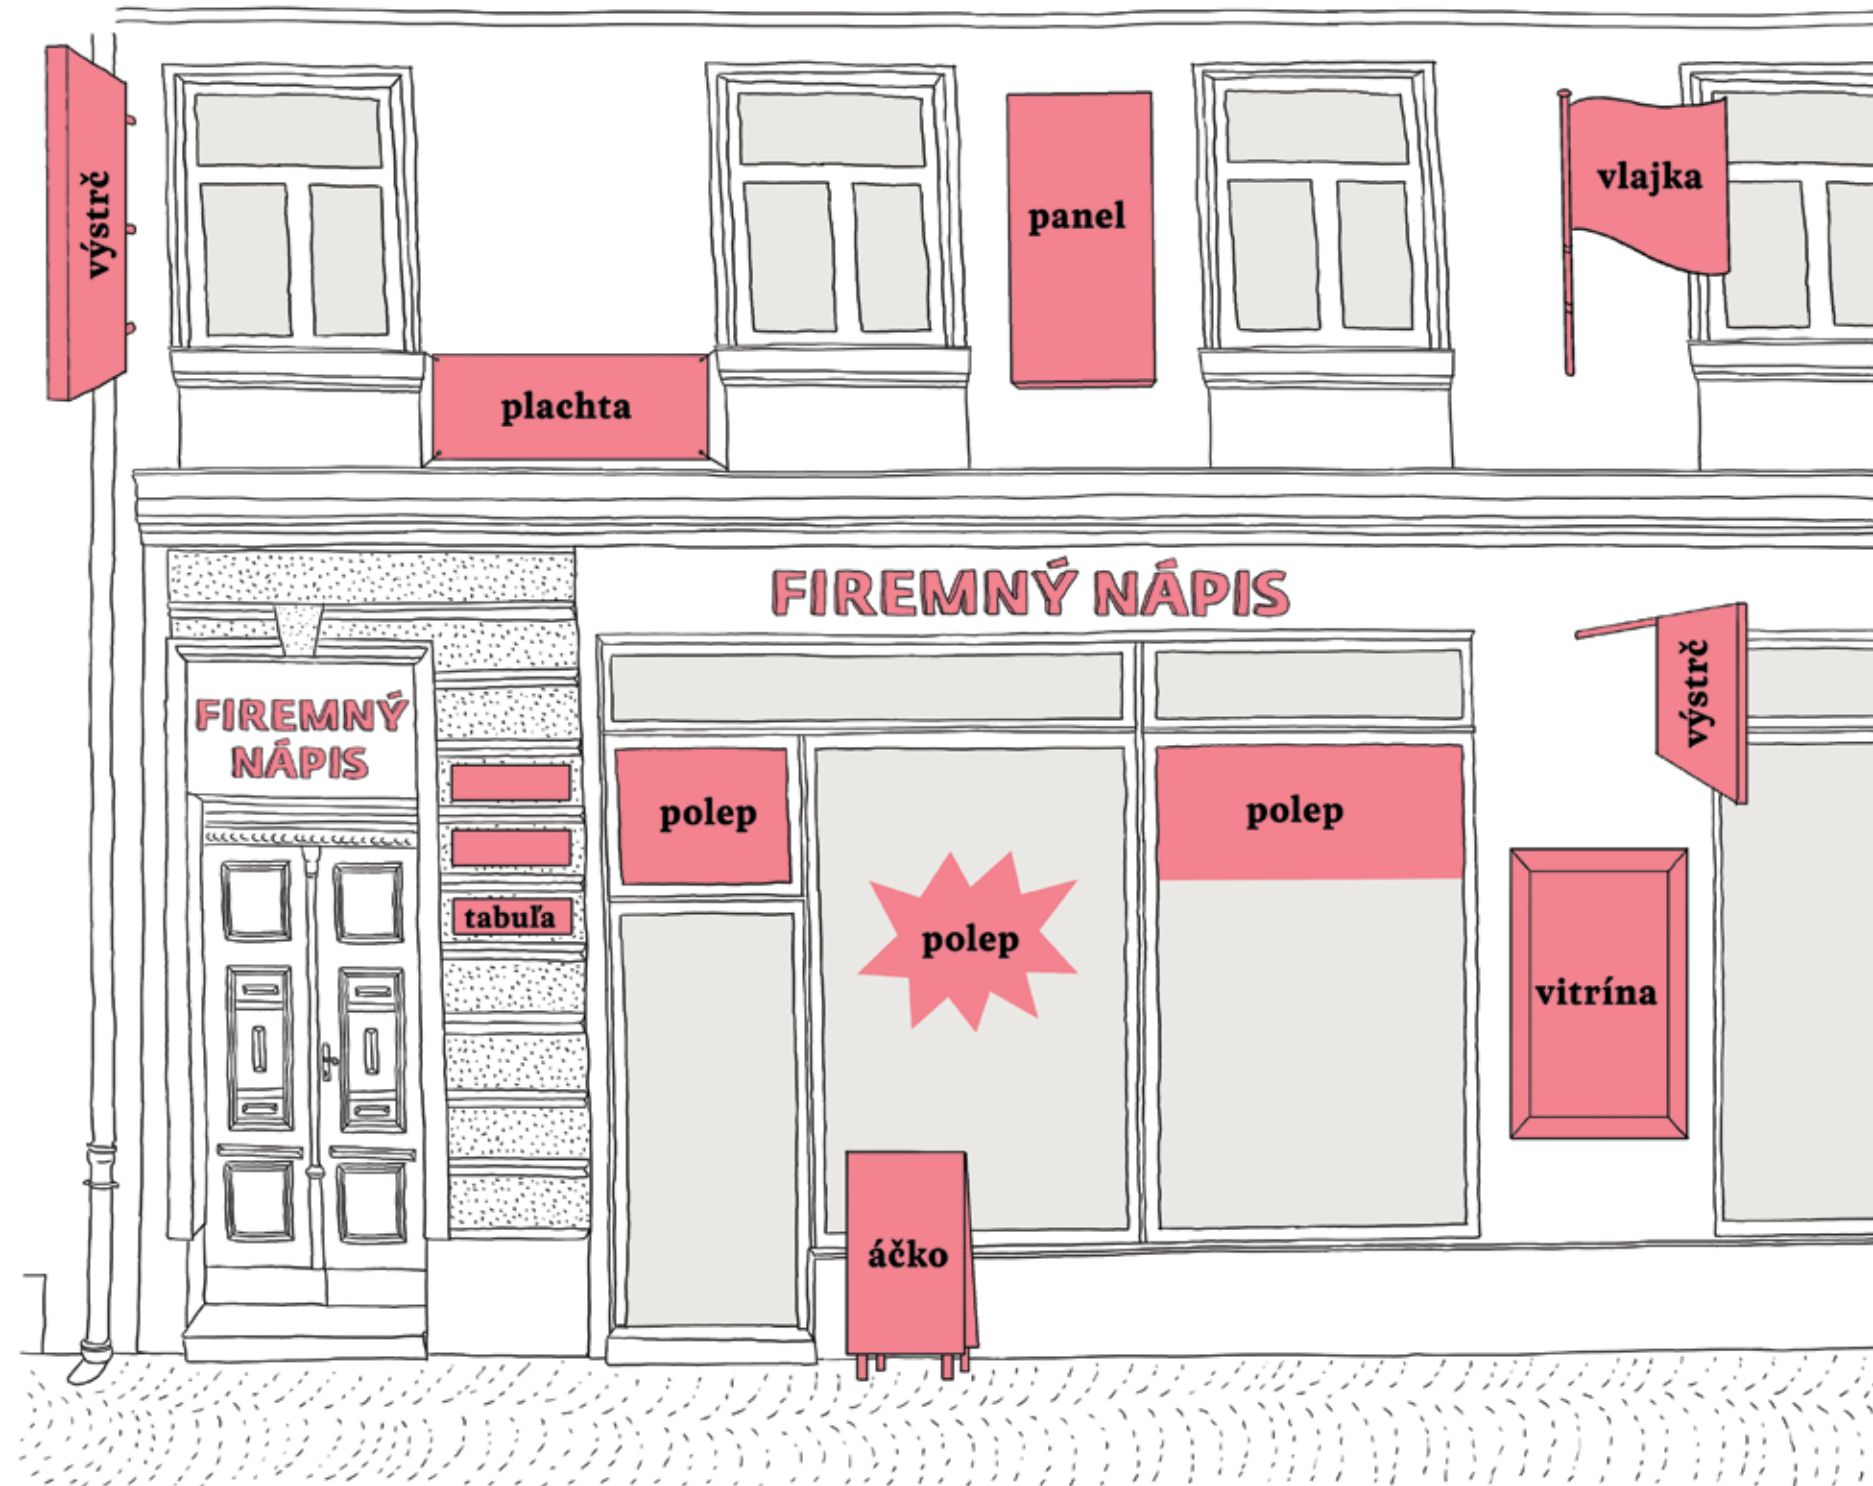 výstrč
panel
vlajka
plachta
FIREMNÝ NÁPIS
výstrč
FIREMNÝ
NÁPIS
polep
polep
tabuľa
polep
vitrína
áčko